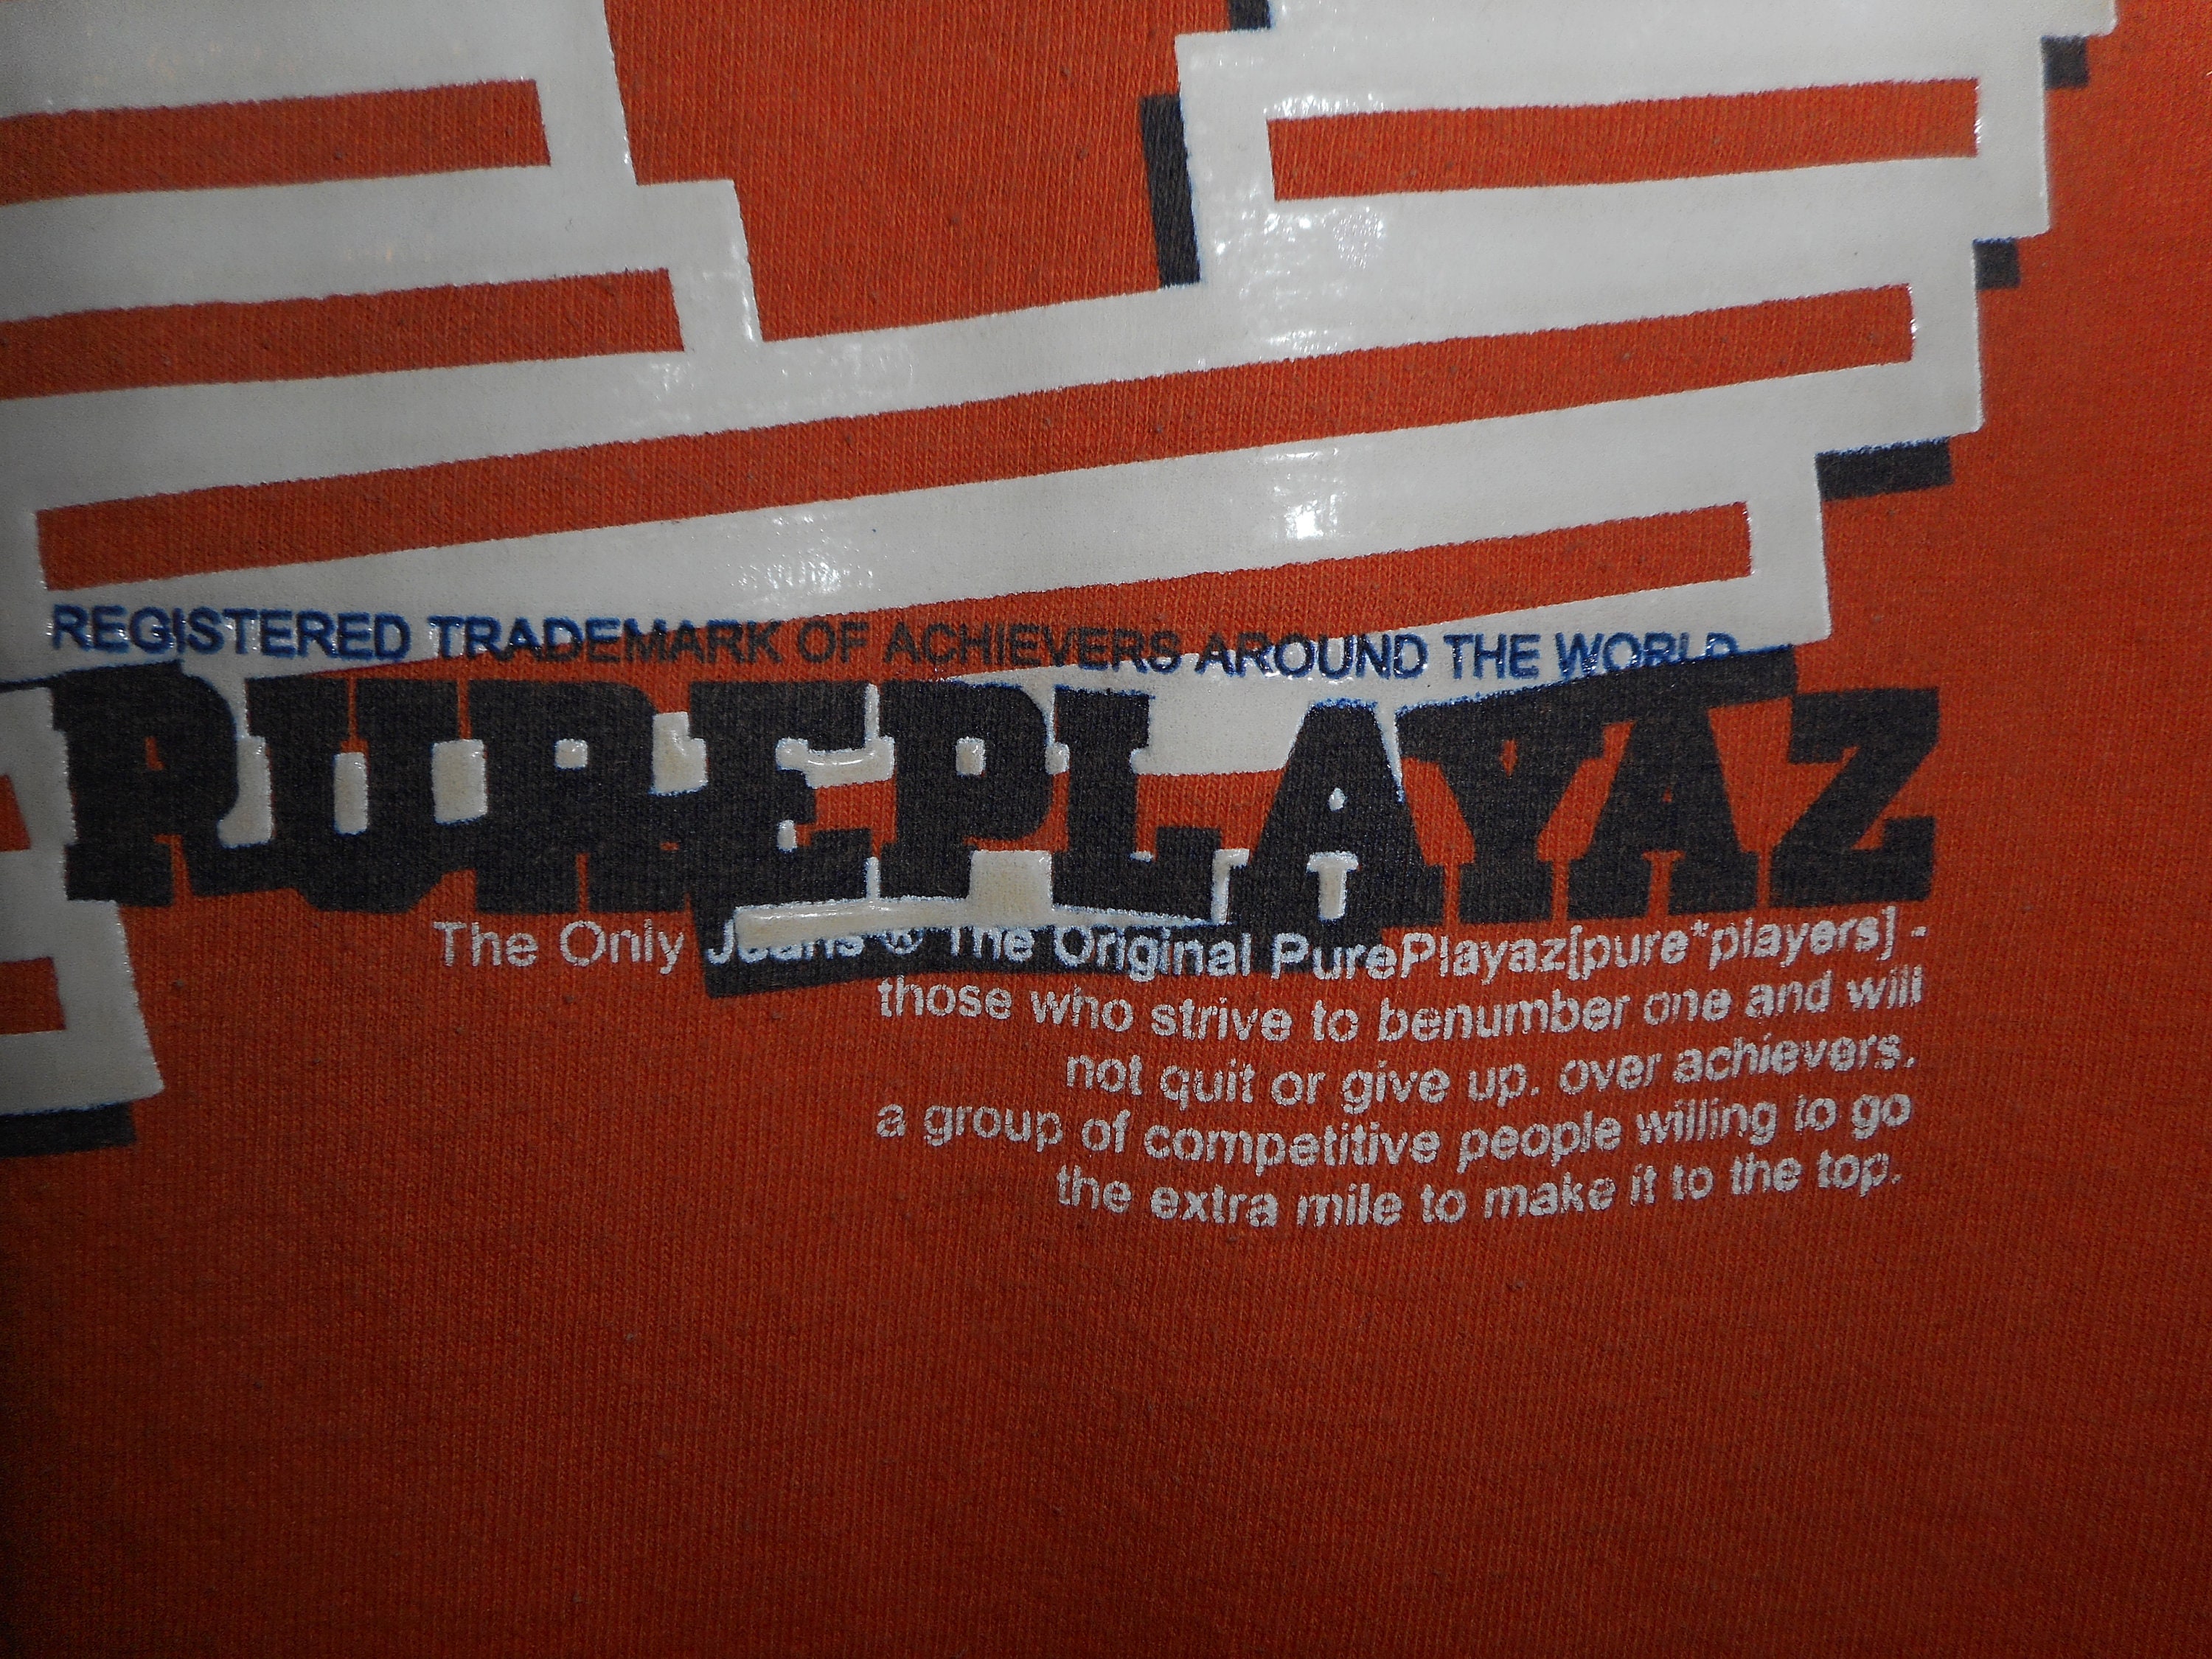 REGISTERED TRADEMARK OF ACHIEVERS AROUND THE WORLD
PUREPLAYAZ
The Only Jeans ® The Original PurePlayaz[pure*players] -
those who strive to benumber one and will
not quit or give up. over achievers.
a group of competitive people willing to go
the extra mile to make it to the top.